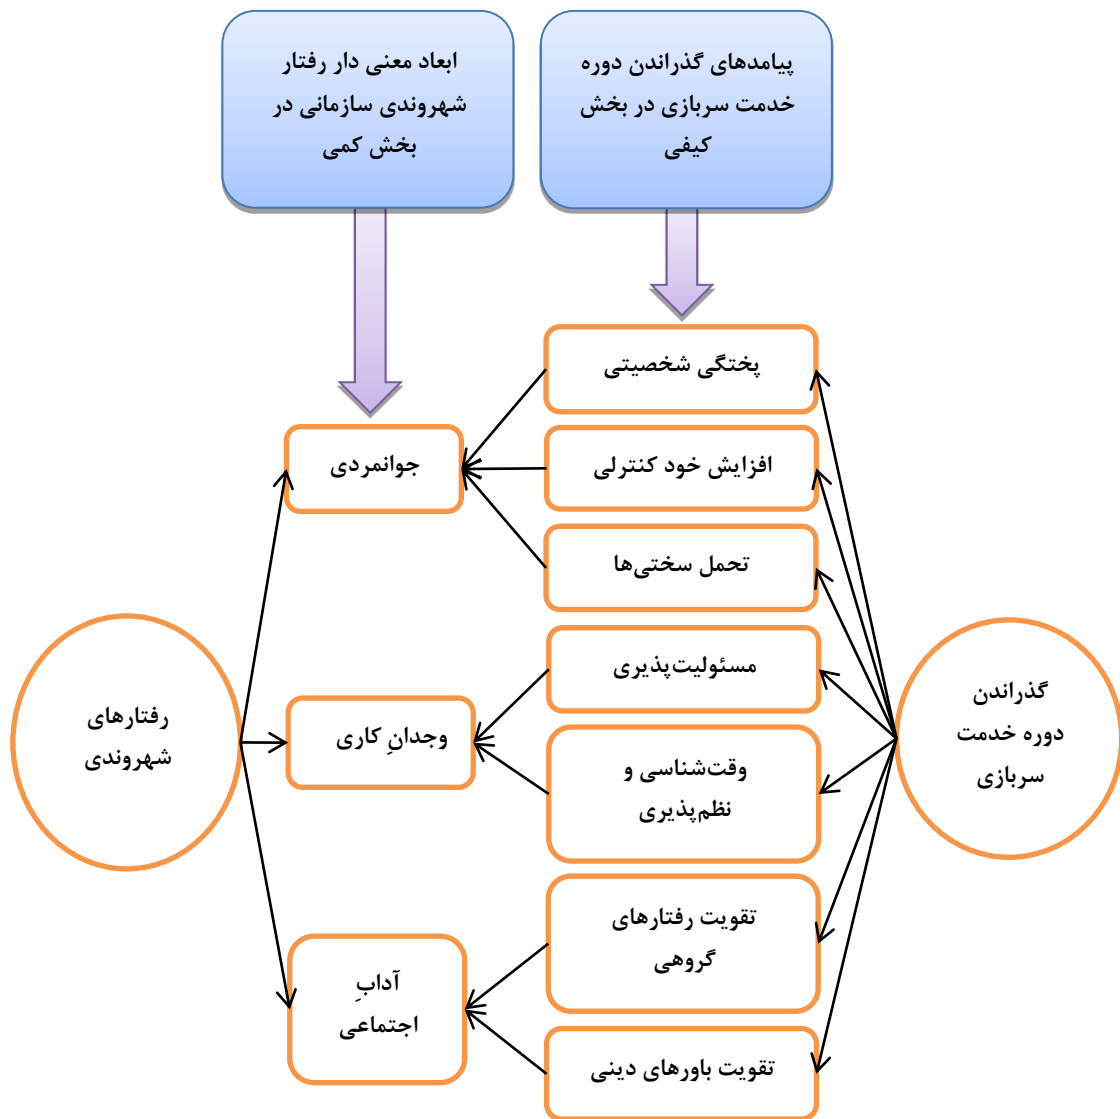 پیامدهای گذراندن دوره
خدمت سربازی در بخش
کیفی
ابعاد معنی دار رفتار
شهروندی سازمانی در
بخش کمی
گذراندن
دوره خدمت
سربازی
پختگی شخصیتی
افزایش خود کنترلی
تحمل سختی‌ها
مسئولیت‌پذیری
وقت‌شناسی و
نظم‌پذیری
تقویت رفتارهای
گروهی
تقویت باورهای دینی
جوانمردی
وجدانِ کاری
آدابِ
اجتماعی
رفتارهای
شهروندی